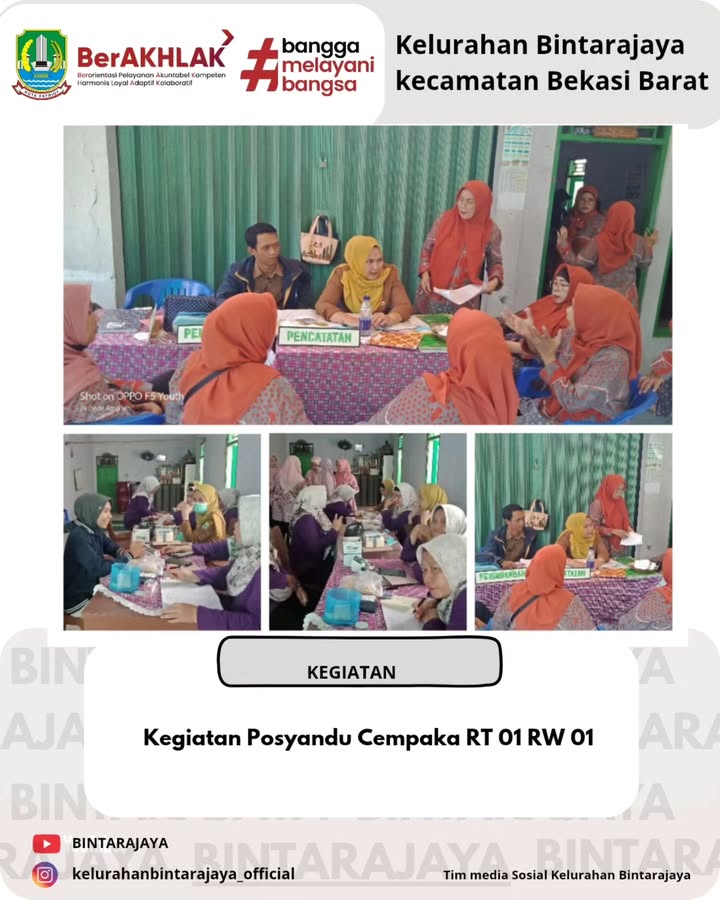 BerAKHLAK
Berorientasi Pelayanan Akuntabel Kompeten
Harmonis Loyal Adaptif Kolaboratif
#bangga
melayani
bangsa
Kelurahan Bintarajaya
kecamatan Bekasi Barat
PENCATATAN
Shot on OPPO F5 Youth
KEGIATAN
Kegiatan Posyandu Cempaka RT 01 RW 01
BINTARAJAYA
kelurahanbintarajaya_official
Tim media Sosial Kelurahan Bintarajaya
BINTARAJAYA